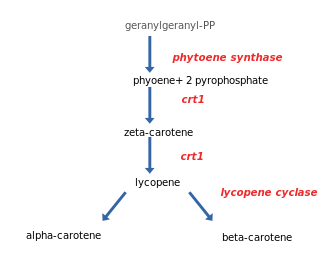 geranylgeranyl-PP
phytoene synthase
phyoene+ 2 pyrophosphate
crt1
zeta-carotene
crt1
lycopene
lycopene cyclase
alpha-carotene
beta-carotene